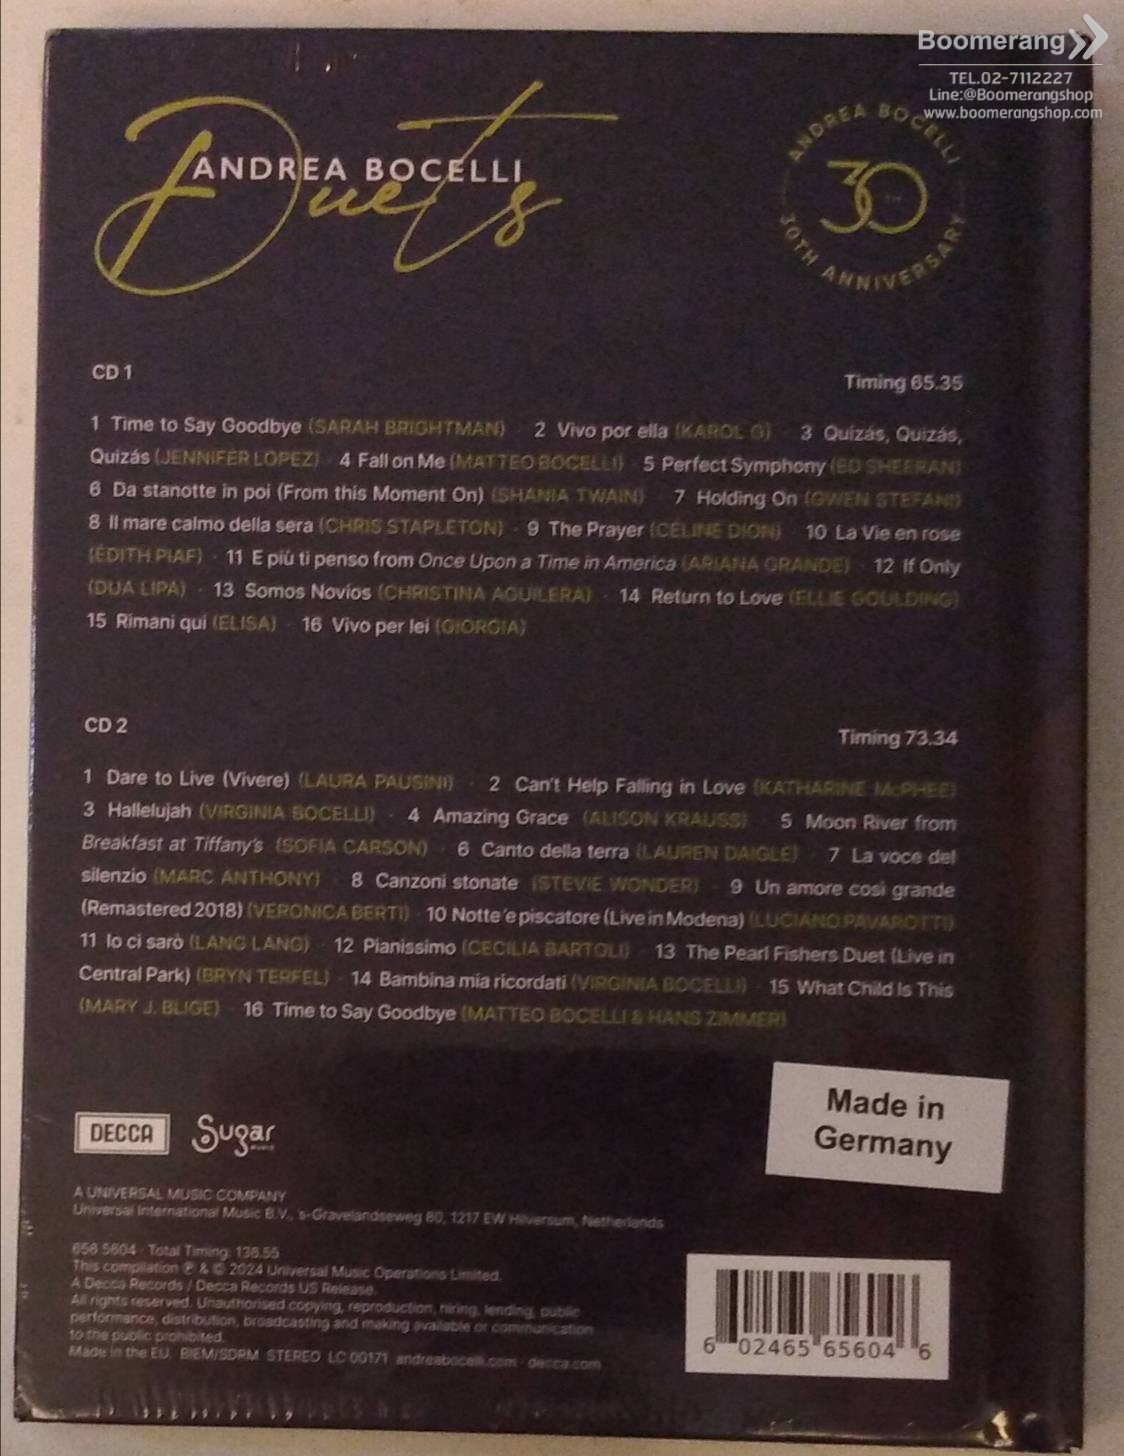 Boomerang
TEL.02-7112227
Line:@Boomerangshop
www.boomerangshop.com
Duets
ANDREA BOCELLI
ANDREA BOCELLI
30
TH
30TH ANNIVERSARY
CD 1
Timing 65.35
1 Time to Say Goodbye (SARAH BRIGHTMAN) · 2 Vivo por ella (KAROL G) · 3 Quizás, Quizás,
Quizás (JENNIFER LOPEZ) · 4 Fall on Me (MATTEO BOCELLI) · 5 Perfect Symphony (ED SHEERAN)
6 Da stanotte in poi (From this Moment On) (SHANIA TWAIN) · 7 Holding On (GWEN STEFANI)
8 Il mare calmo della sera (CHRIS STAPLETON) · 9 The Prayer (CÉLINE DION) · 10 La Vie en rose
(ÉDITH PIAF) · 11 E più ti penso from Once Upon a Time in America (ARIANA GRANDE) · 12 If Only
(DUA LIPA) · 13 Somos Novios (CHRISTINA AGUILERA) · 14 Return to Love (ELLIE GOULDING)
15 Rimani qui (ELISA) · 16 Vivo per lei (GIORGIA)
CD 2
Timing 73.34
1 Dare to Live (Vivere) (LAURA PAUSINI) · 2 Can't Help Falling in Love (KATHARINE McPHEE)
3 Hallelujah (VIRGINIA BOCELLI) · 4 Amazing Grace (ALISON KRAUSS) · 5 Moon River from
Breakfast at Tiffany's (SOFIA CARSON) · 6 Canto della terra (LAUREN DAIGLE) · 7 La voce del
silenzio (MARC ANTHONY) · 8 Canzoni stonate (STEVIE WONDER) · 9 Un amore così grande
(Remastered 2018) (VERONICA BERTI) · 10 Notte 'e piscatore (Live in Modena) (LUCIANO PAVAROTTI)
11 Io ci sarò (LANG LANG) · 12 Pianissimo (CECILIA BARTOLI) · 13 The Pearl Fishers Duet (Live in
Central Park) (BRYN TERFEL) · 14 Bambina mia ricordati (VIRGINIA BOCELLI) · 15 What Child Is This
(MARY J. BLIGE) · 16 Time to Say Goodbye (MATTEO BOCELLI & HANS ZIMMER)
Made in
Germany
DECCA
Sugar
A UNIVERSAL MUSIC COMPANY
Universal International Music B.V., s-Gravelandseweg 80, 1217 EW Hilversum, Netherlands
656 5604 · Total Timing: 138.55
This compilation ℗ & © 2024 Universal Music Operations Limited.
A Decca Records / Decca Records US Release.
All rights reserved. Unauthorised copying, reproduction, hiring, lending, public
performance, distribution, broadcasting and making available or communication
to the public prohibited.
Made in the EU. BIEM/SDRM STEREO LC 00171 andreabocelli.com · decca.com
6 02465 65604 6